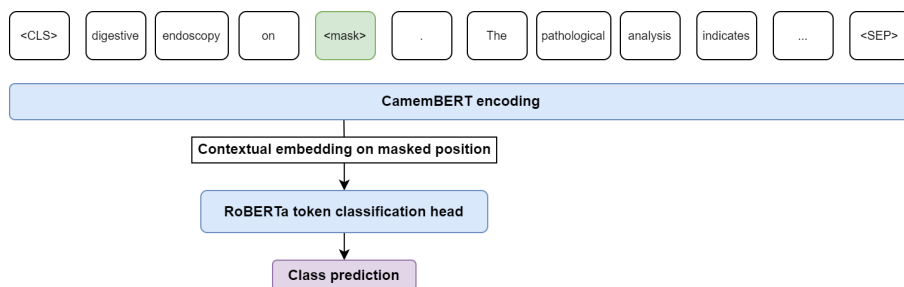 <CLS> digestive endoscopy on <mask> . The pathological analysis indicates ... <SEP>
CamemBERT encoding
Contextual embedding on masked position
RoBERTa token classification head
Class prediction